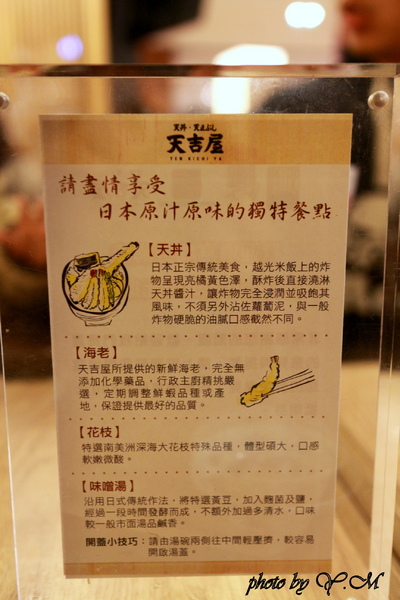 天丼・天ぷらめし
天吉屋
TEN KICHI YA
請盡情享受
日本原汁原味的獨特餐點
【天丼】
日本正宗傳統美食，越光米飯上的炸
物呈現亮橘黃色澤，酥炸後直接澆淋
天丼醬汁，讓炸物完全浸潤並吸飽其
風味，不須另外沾佐蘿蔔泥，與一般
炸物硬脆的油膩口感截然不同。
【海老】
天吉屋所提供的新鮮海老，完全無
添加化學藥品，行政主廚精挑嚴
選，定期調整鮮蝦品種或產
地，保證提供最好的品質。
【花枝】
特選南美洲深海大花枝特殊品種，體型碩大，口感
軟嫩微酸。
【味噌湯】
沿用日式傳統作法，將特選黃豆，加入麴菌及鹽，
經過一段時間發酵而成，不額外加過多清水，口味
較一般市面湯品鹹香。
開蓋小技巧：請由湯碗兩側往中間輕壓擠，較容易
開啟湯蓋。
photo by Y.M